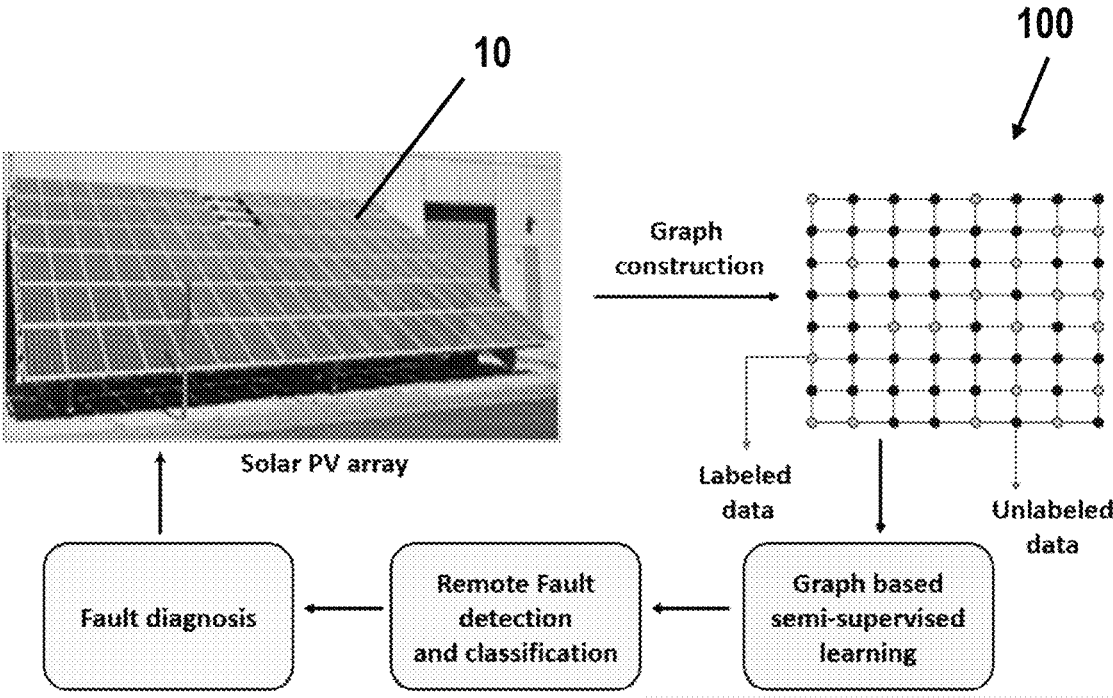 10
100
Graph
construction
Solar PV array
Labeled
data
Unlabeled
data
Fault diagnosis
Remote Fault
detection
and classification
Graph based
semi-supervised
learning